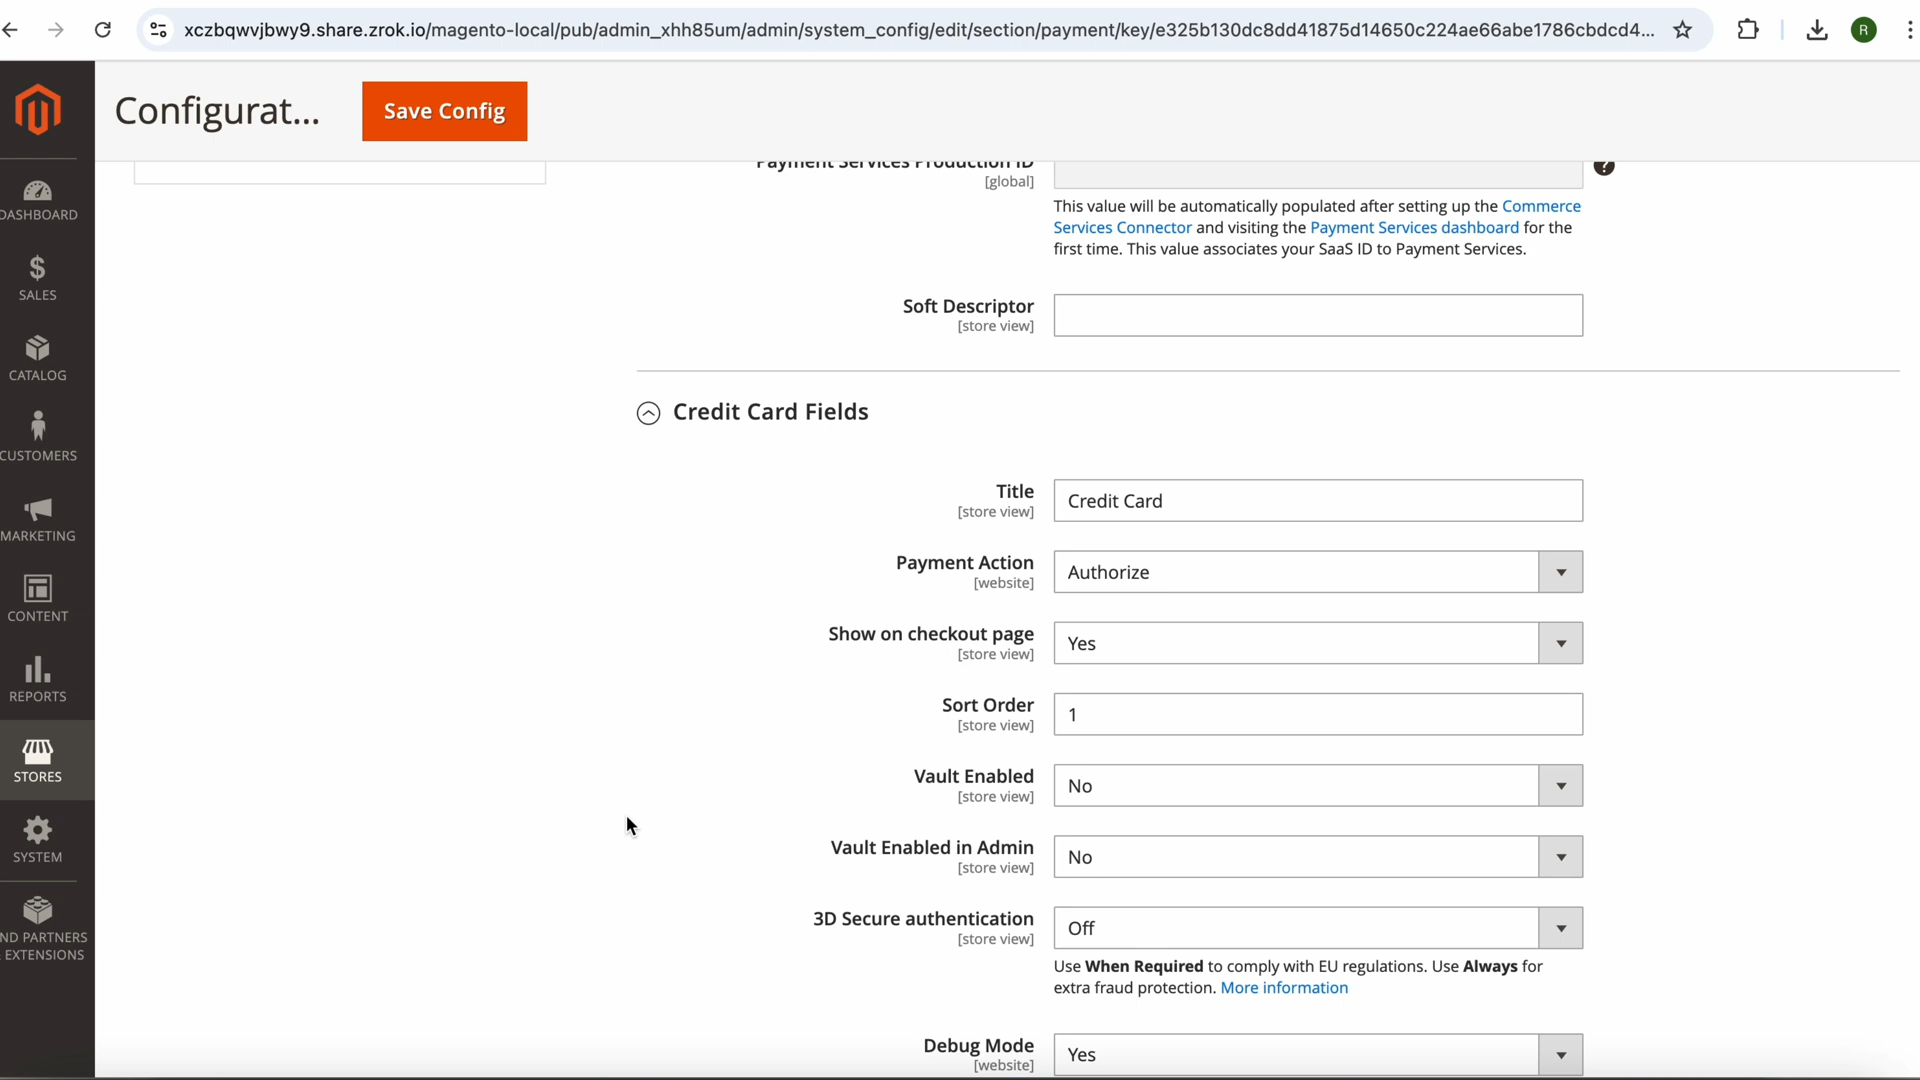 xczbqwvjbwy9.share.zrok.io/magento-local/pub/admin_xhh85um/admin/system_config/edit/section/payment/key/e325b130dc8dd41875d14650c224ae66abe1786cbdcd4...
R
Configurat...
Save Config
DASHBOARD
SALES
CATALOG
CUSTOMERS
MARKETING
CONTENT
REPORTS
STORES
SYSTEM
ND PARTNERS
& EXTENSIONS
Payment Services Production ID
[global]
?
This value will be automatically populated after setting up the Commerce
Services Connector and visiting the Payment Services dashboard for the
first time. This value associates your SaaS ID to Payment Services.
Soft Descriptor
[store view]
Credit Card Fields
Title
[store view]
Credit Card
Payment Action
[website]
Authorize
Show on checkout page
[store view]
Yes
Sort Order
[store view]
1
Vault Enabled
[store view]
No
Vault Enabled in Admin
[store view]
No
3D Secure authentication
[store view]
Off
Use When Required to comply with EU regulations. Use Always for
extra fraud protection. More information
Debug Mode
[website]
Yes